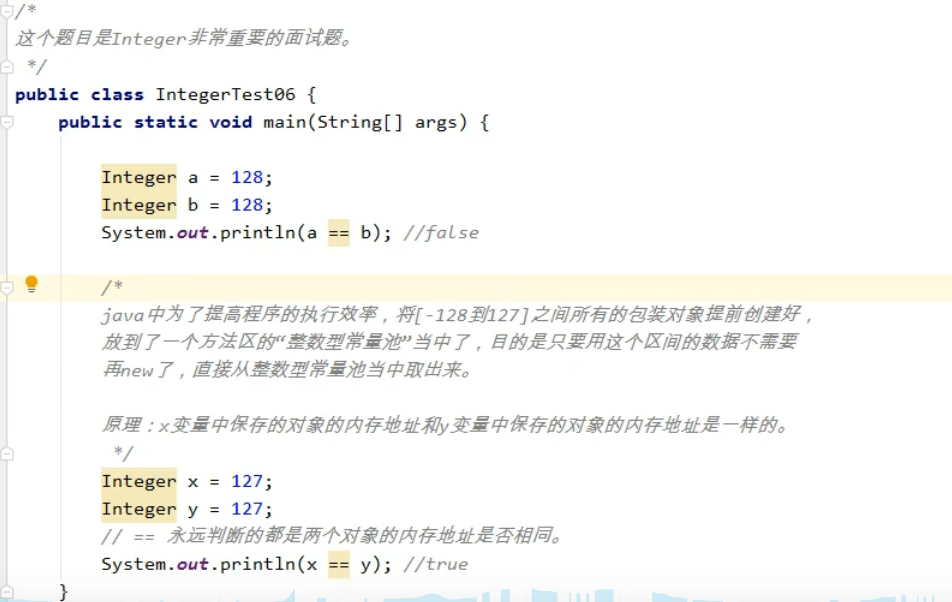 /*
这个题目是Integer非常重要的面试题。
*/
public class IntegerTest06 {
public static void main(String[] args) {
Integer a = 128;
Integer b = 128;
System.out.println(a == b); //false
/*
java中为了提高程序的执行效率，将[-128到127]之间所有的包装对象提前创建好，
放到了一个方法区的“整数型常量池”当中了，目的是只要用这个区间的数据不需要
再new了，直接从整数型常量池当中取出来。
原理：x变量中保存的对象的内存地址和y变量中保存的对象的内存地址是一样的。
*/
Integer x = 127;
Integer y = 127;
// == 永远判断的都是两个对象的内存地址是否相同。
System.out.println(x == y); //true
}